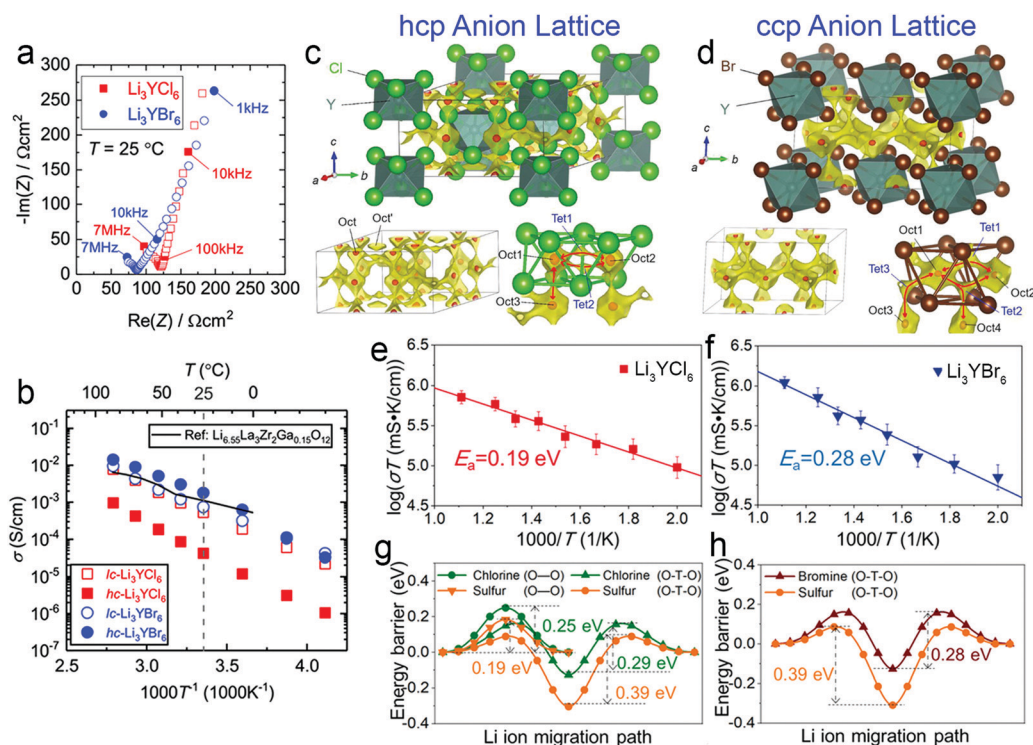 hcp Anion Lattice
ccp Anion Lattice
a
300
250
200
150
100
50
0
-Im(Z) / Ωcm²
Li₃YCl₆
Li₃YBr₆
T = 25 °C
1kHz
10kHz
10kHz
7MHz
7MHz
100kHz
0 100 200 300 400
Re(Z) / Ωcm²
b
T (°C)
100 50 25 0
10⁻¹
10⁻²
10⁻³
10⁻⁴
10⁻⁵
10⁻⁶
10⁻⁷
σ (S/cm)
Ref: Li₆.₅₅La₃Zr₂Ga₀.₁₅O₁₂
lc-Li₃YCl₆
hc-Li₃YCl₆
lc-Li₃YBr₆
hc-Li₃YBr₆
2.5 3.0 3.5 4.0
1000T⁻¹ (1000K⁻¹)
c
Cl
Y
c
a
b
Oct
Oct'
Tet1
Oct1
Oct2
Oct3
Tet2
d
Br
Y
c
a
b
Tet1
Oct1
Tet3
Oct2
Tet2
Oct3
Oct4
e
Li₃YCl₆
6.5
6.0
5.5
5.0
4.5
log(σT) (mS•K/cm))
Eₐ=0.19 eV
1.0 1.2 1.4 1.6 1.8 2.0
1000/T (1/K)
f
Li₃YBr₆
6.5
6.0
5.5
5.0
4.5
log(σT) (mS•K/cm))
Eₐ=0.28 eV
1.0 1.2 1.4 1.6 1.8 2.0
1000/T (1/K)
g
0.4
0.2
0.0
-0.2
-0.4
Energy barrier (eV)
Chlorine (O—O)
Chlorine (O-T-O)
Sulfur (O—O)
Sulfur (O-T-O)
0.25 eV
0.19 eV
0.29 eV
0.39 eV
Li ion migration path
h
0.4
0.2
0.0
-0.2
-0.4
Energy barrier (eV)
Bromine (O-T-O)
Sulfur (O-T-O)
0.39 eV
0.28 eV
Li ion migration path